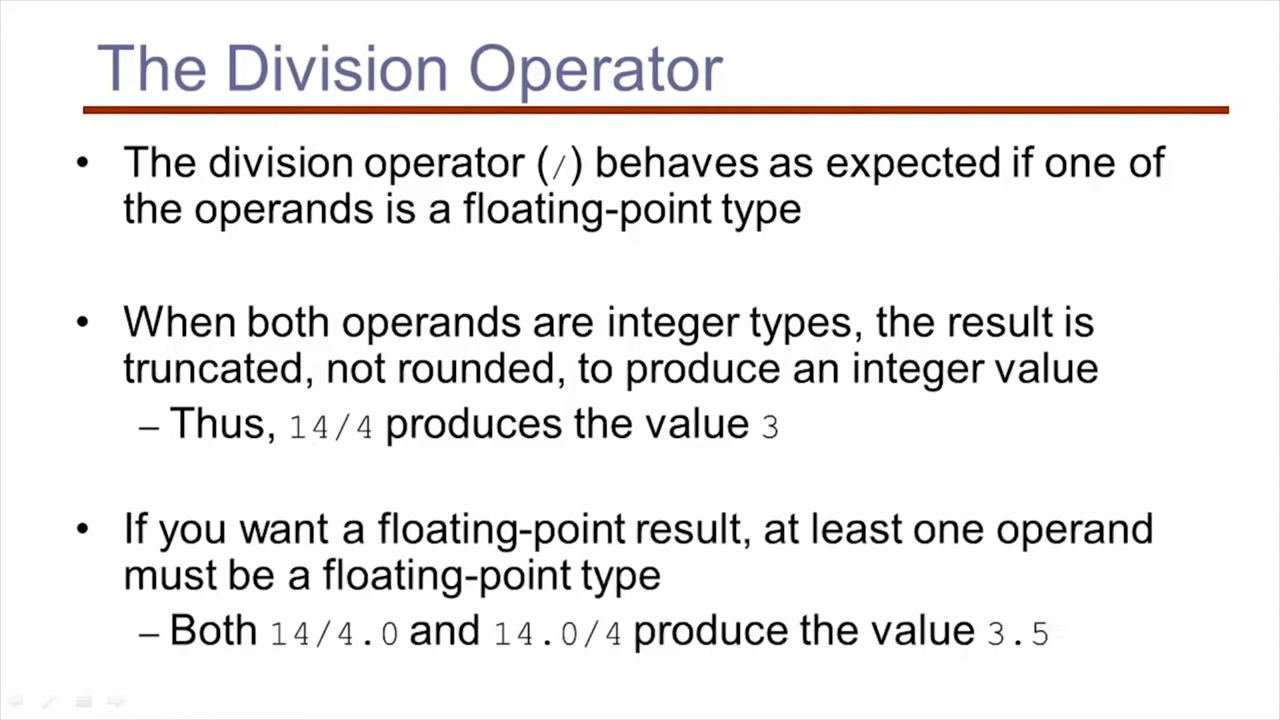 The Division Operator
• The division operator (/) behaves as expected if one of
the operands is a floating-point type
• When both operands are integer types, the result is
truncated, not rounded, to produce an integer value
– Thus, 14/4 produces the value 3
• If you want a floating-point result, at least one operand
must be a floating-point type
– Both 14/4.0 and 14.0/4 produce the value 3.5